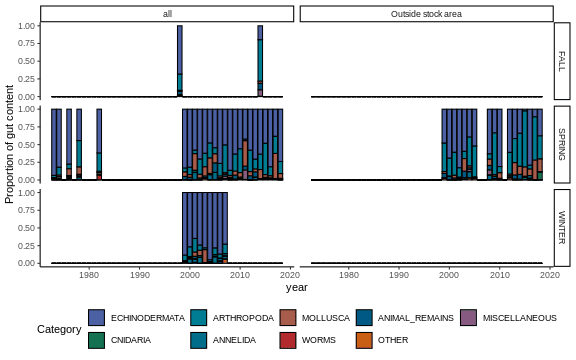 all Outside stock area
Proportion of gut content
1.00
0.75
0.50
0.25
0.00
FALL
1.00
0.75
0.50
0.25
0.00
SPRING
1.00
0.75
0.50
0.25
0.00
WINTER
1980 1990 2000 2010 2020 1980 1990 2000 2010 2020
year
Category
ECHINODERMATA ARTHROPODA MOLLUSCA ANIMAL_REMAINS MISCELLANEOUS
CNIDARIA ANNELIDA WORMS OTHER